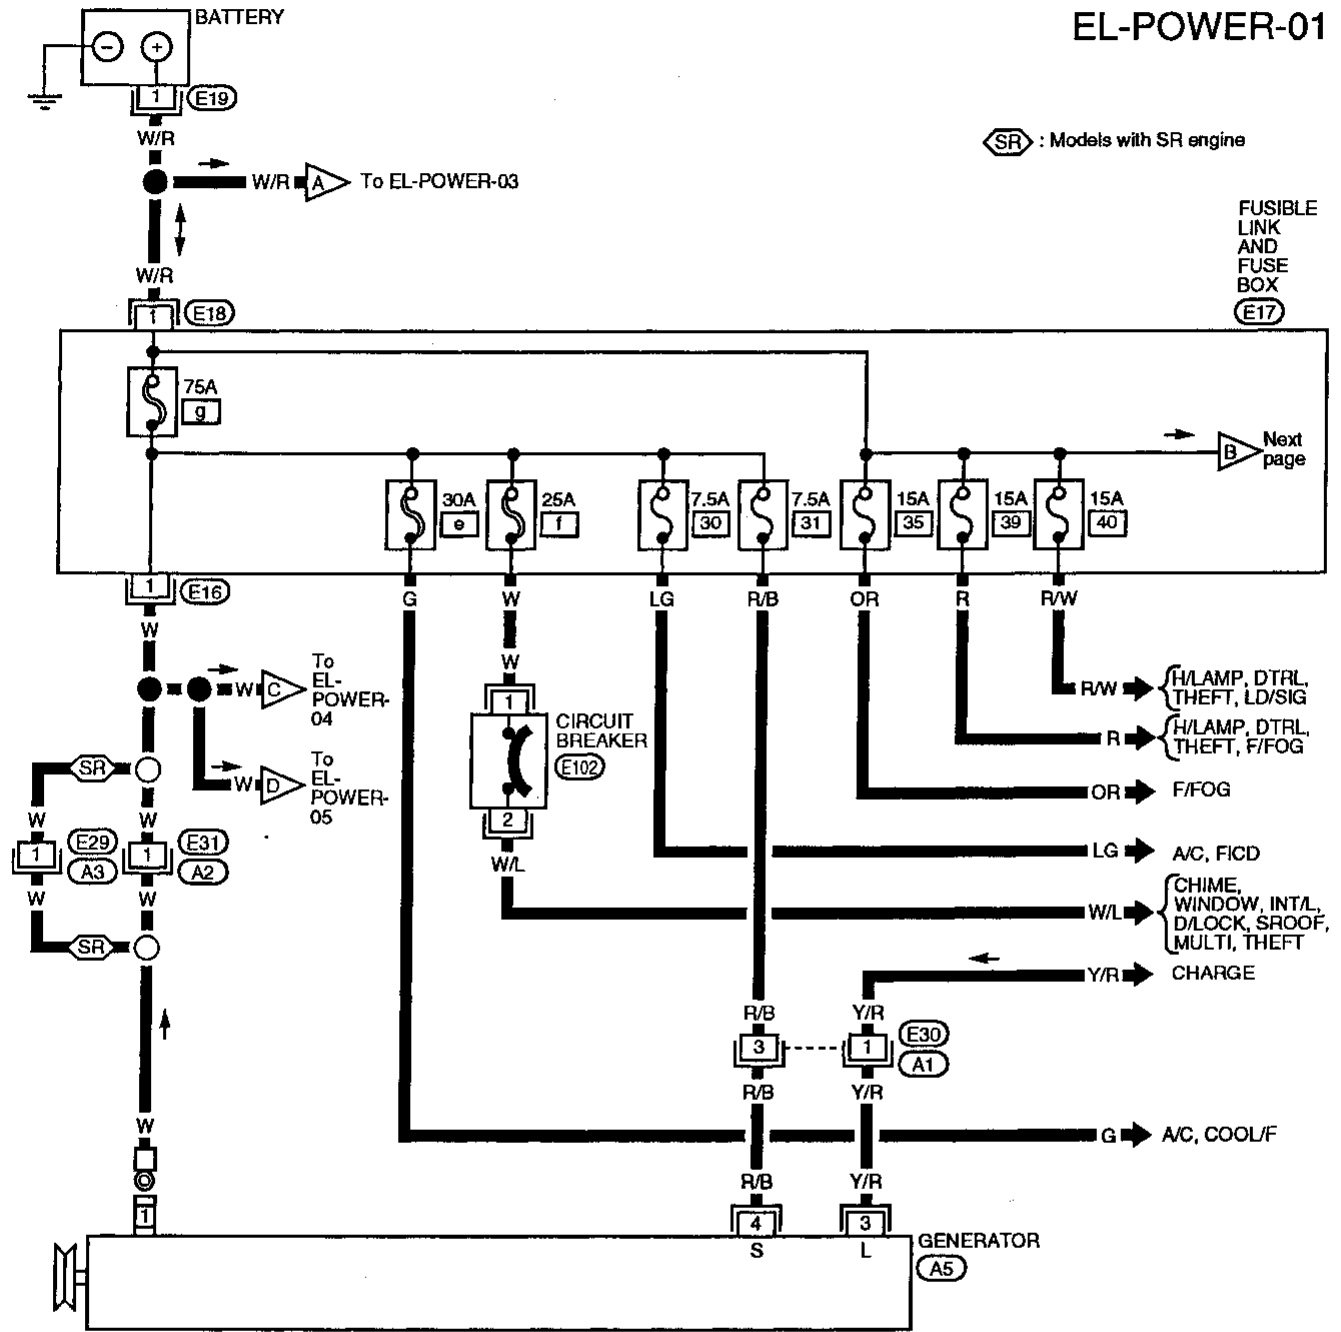 BATTERY
EL-POWER-01
− +
1 E19
W/R
SR : Models with SR engine
W/R A To EL-POWER-03
FUSIBLE
LINK
AND
FUSE
BOX
E17
W/R
1 E18
75A
g
B Next
page
30A
e
25A
f
7.5A
30
7.5A
31
15A
35
15A
39
15A
40
1 E16
G W LG R/B OR R R/W
W
W
W C To
EL-
POWER-
04
1
R/W H/LAMP, DTRL,
THEFT, LD/SIG
CIRCUIT
BREAKER
E102
R H/LAMP, DTRL,
THEFT, F/FOG
SR
W D To
EL-
POWER-
05
OR F/FOG
W W
2
1 E29
A3
1 E31
A2
LG A/C, FICD
W/L
W W
W/L CHIME,
WINDOW, INT/L,
D/LOCK, SROOF,
MULTI, THEFT
SR
Y/R CHARGE
R/B Y/R
3 1 E30
A1
R/B Y/R
W
G A/C, COOL/F
R/B Y/R
1 4 3
S L
GENERATOR
A5